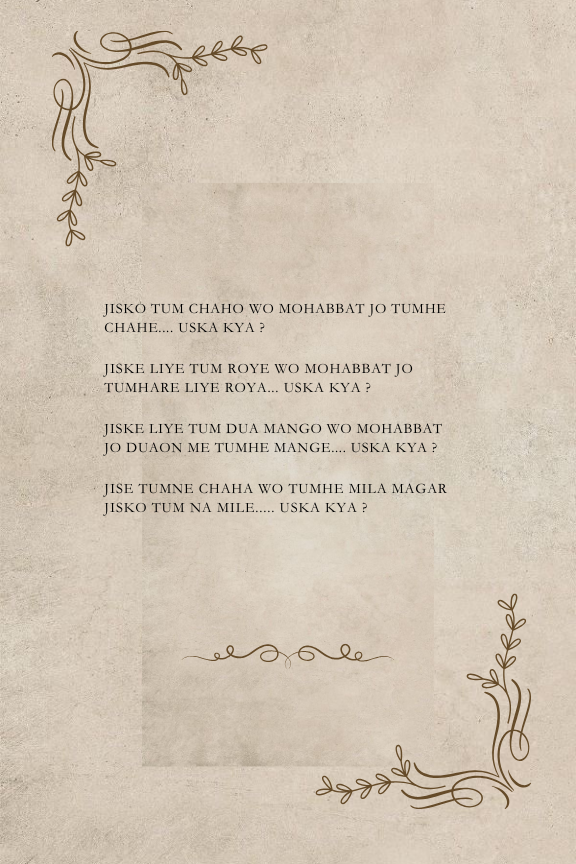 JISKO TUM CHAHO WO MOHABBAT JO TUMHE
CHAHE.... USKA KYA ?
JISKE LIYE TUM ROYE WO MOHABBAT JO
TUMHARE LIYE ROYA... USKA KYA ?
JISKE LIYE TUM DUA MANGO WO MOHABBAT
JO DUAON ME TUMHE MANGE.... USKA KYA ?
JISE TUMNE CHAHA WO TUMHE MILA MAGAR
JISKO TUM NA MILE..... USKA KYA ?